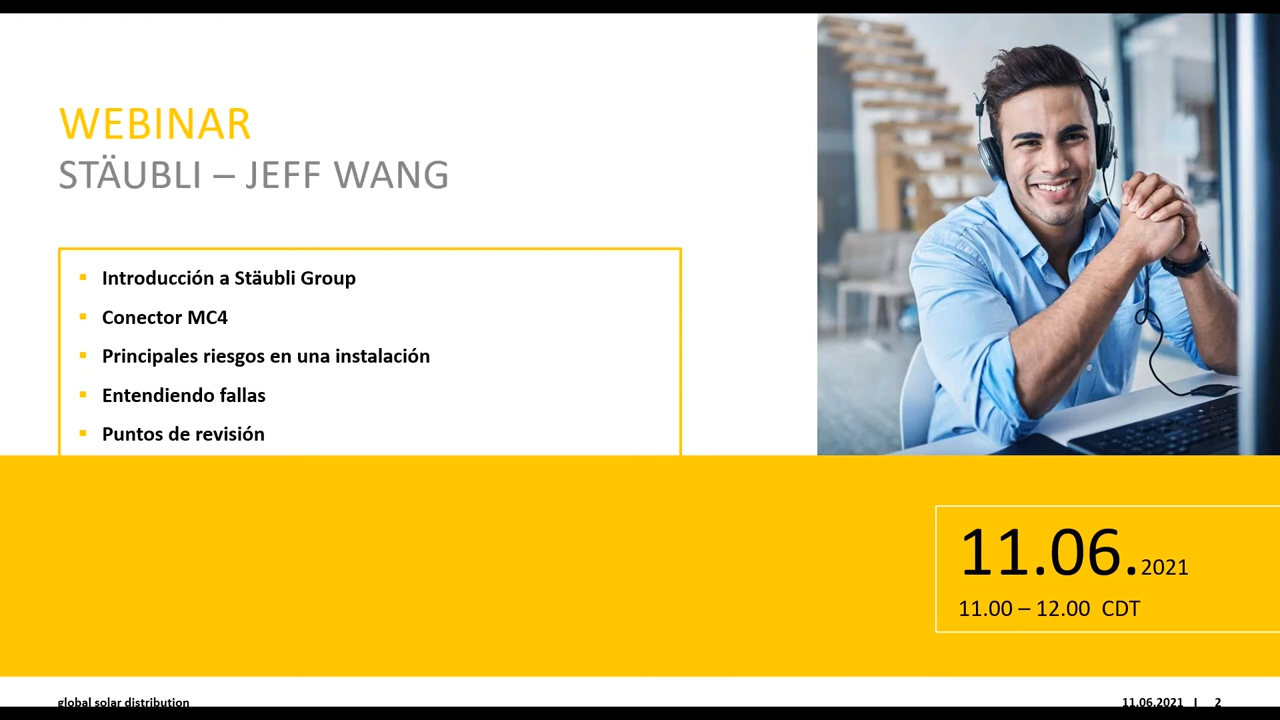 WEBINAR
STÄUBLI – JEFF WANG
Introducción a Stäubli Group
Conector MC4
Principales riesgos en una instalación
Entendiendo fallas
Puntos de revisión
11.06.2021
11.00 – 12.00 CDT
global solar distribution
11.06.2021 I 2